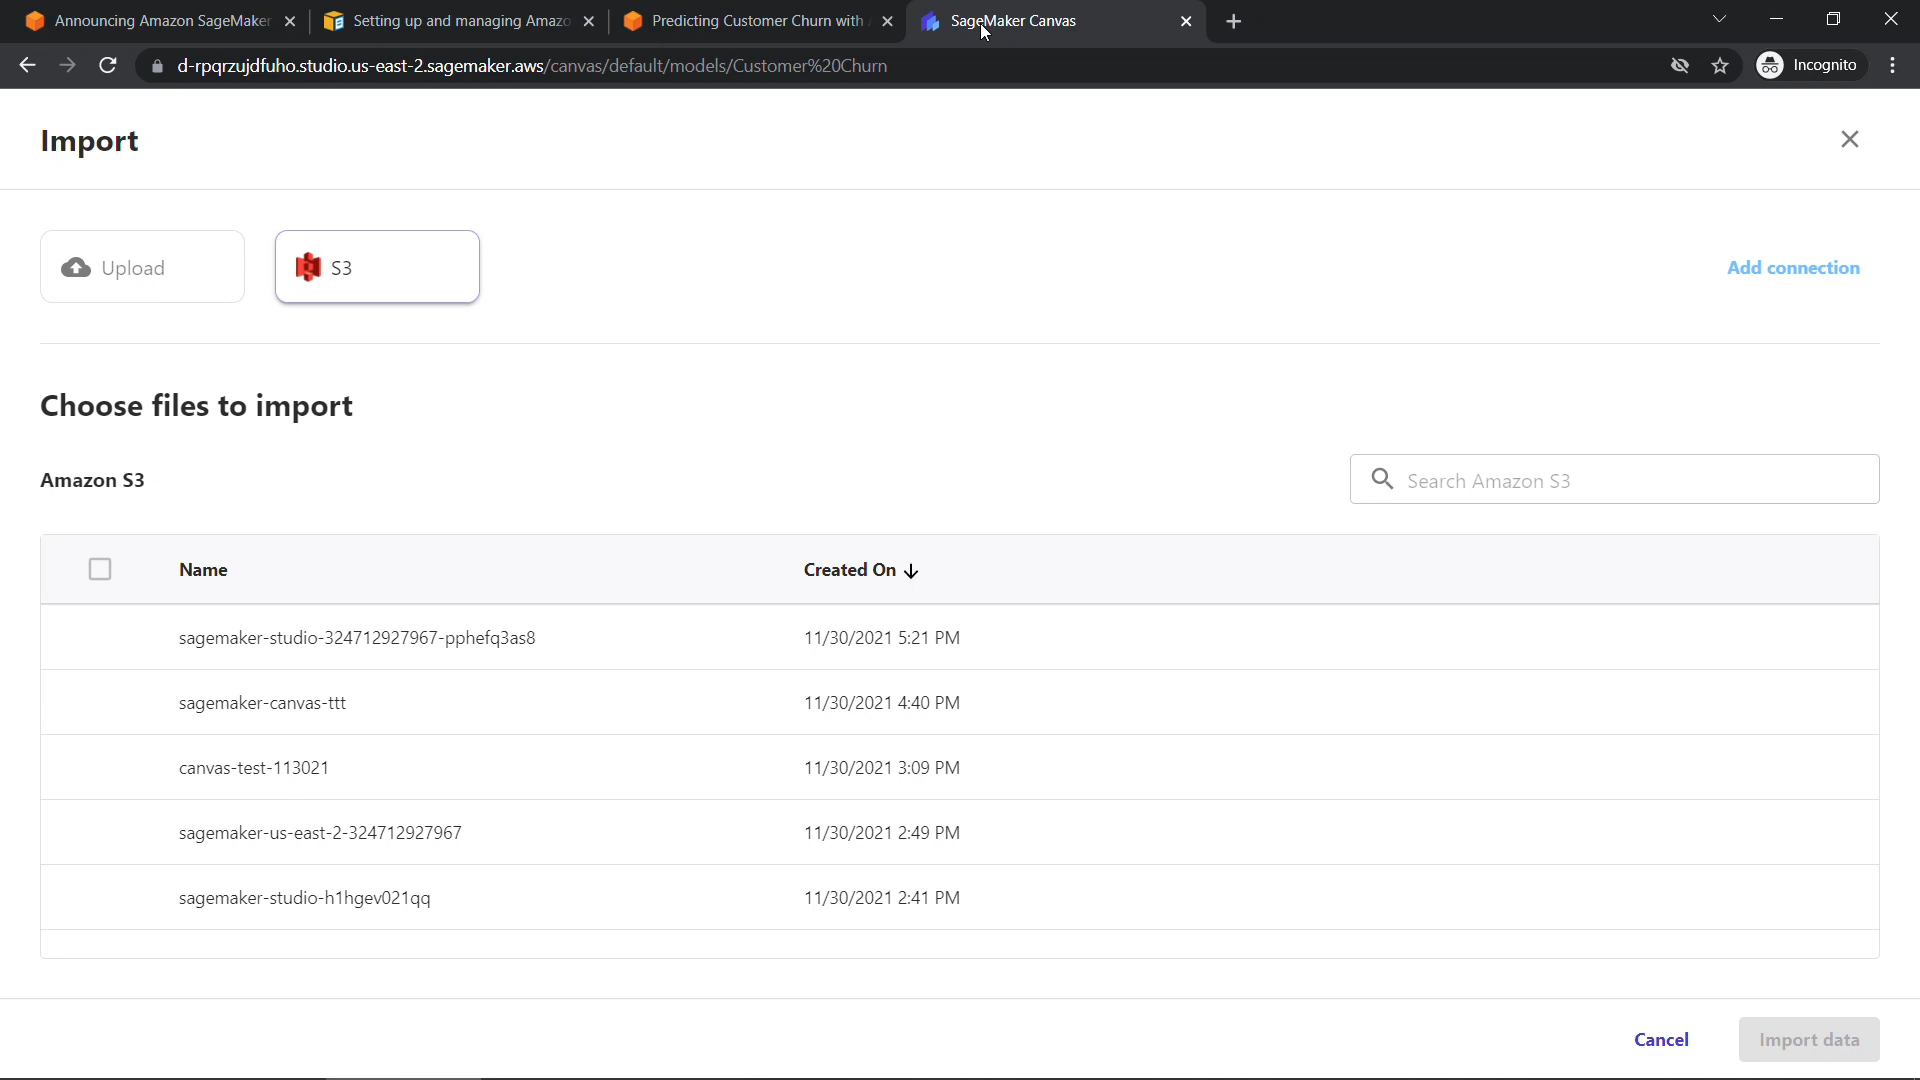 Announcing Amazon SageMaker
Setting up and managing Amazo
Predicting Customer Churn with A
SageMaker Canvas
d-rpqrzujdfuho.studio.us-east-2.sagemaker.aws/canvas/default/models/Customer%20Churn
Incognito
Import
Upload
S3
Add connection
Choose files to import
Amazon S3
Search Amazon S3
Name
Created On
sagemaker-studio-324712927967-pphefq3as8
11/30/2021 5:21 PM
sagemaker-canvas-ttt
11/30/2021 4:40 PM
canvas-test-113021
11/30/2021 3:09 PM
sagemaker-us-east-2-324712927967
11/30/2021 2:49 PM
sagemaker-studio-h1hgev021qq
11/30/2021 2:41 PM
Cancel
Import data